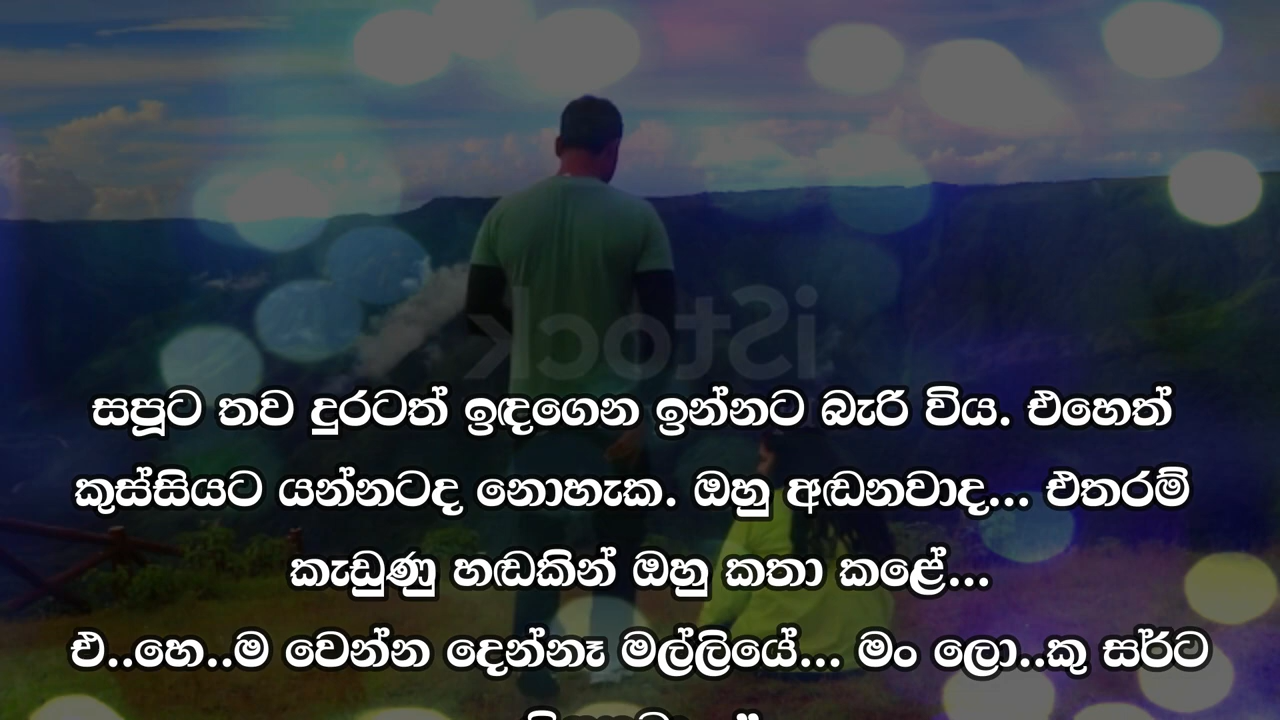 iStock
සපූට තව දුරටත් ඉඳගෙන ඉන්නට බැරි විය. එහෙත්
කුස්සියට යන්නටද නොහැක. ඔහු අඬනවාද... එතරම්
කැඩුණු හඬකින් ඔහු කතා කළේ...
එ..හෙ..ම වෙන්න දෙන්නෑ මල්ලියේ... මං ලො..කු සර්ට